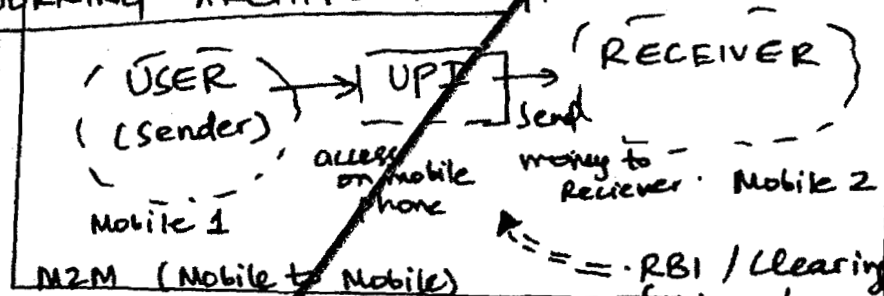 WORKING
USER
(Sender)
Mobile 1
UPI
access
on mobile
phone
Send
money to
Reciever.
RECEIVER
Mobile 2
M2M (Mobile to Mobile)
RBI / Clearing